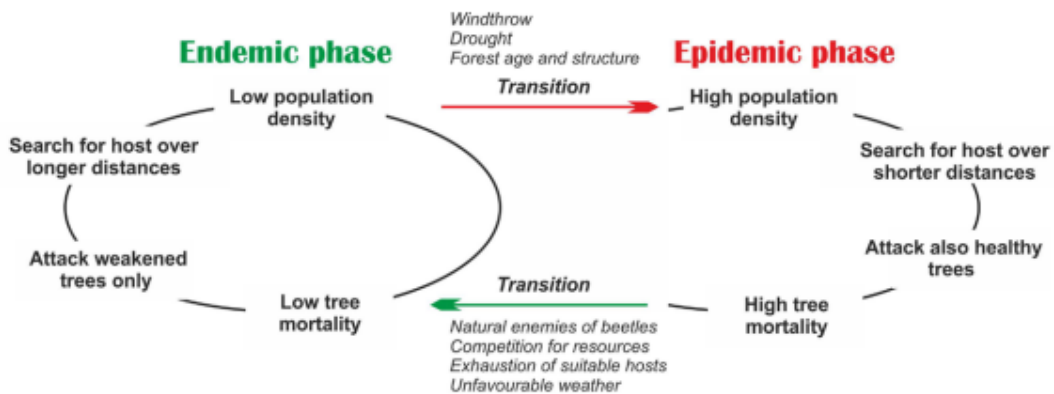 Windthrow
Drought
Forest age and structure
Endemic phase
Epidemic phase
Transition
Low population
density
High population
density
Search for host over
longer distances
Search for host over
shorter distances
Attack weakened
trees only
Attack also healthy
trees
Transition
Low tree
mortality
High tree
mortality
Natural enemies of beetles
Competition for resources
Exhaustion of suitable hosts
Unfavourable weather